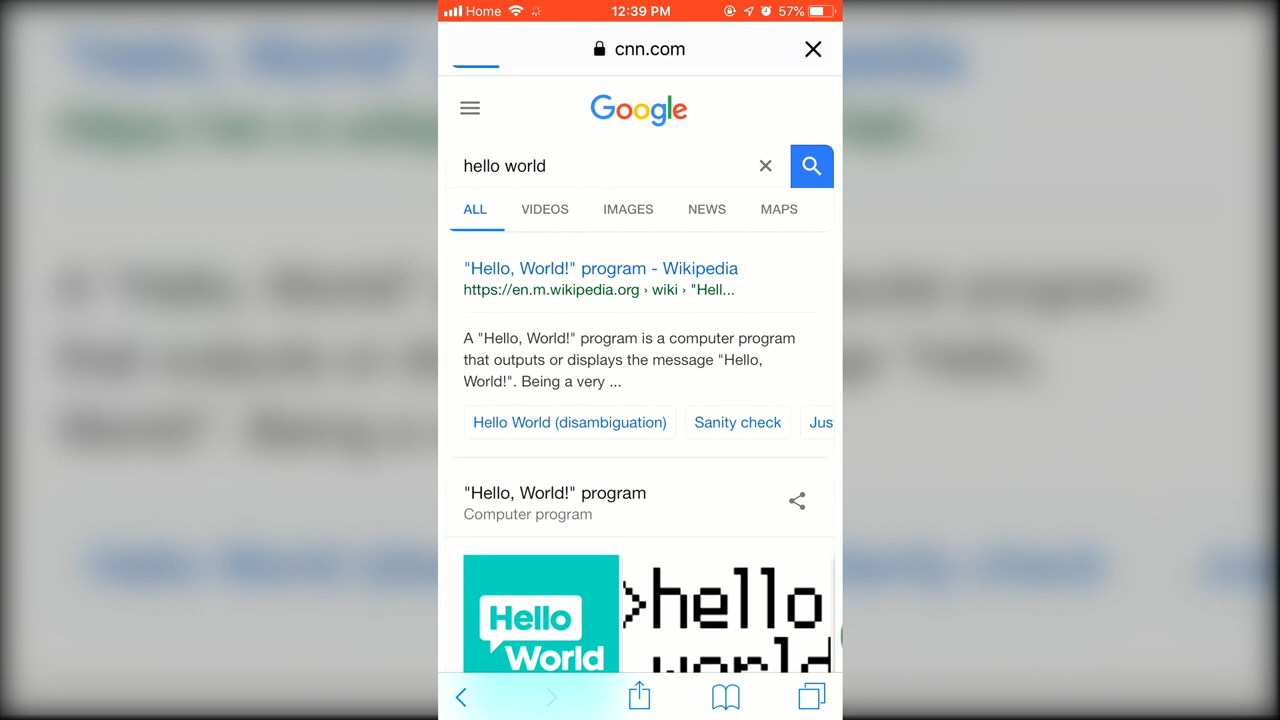 Home 12:39 PM 57%
cnn.com
Google
hello world
ALL VIDEOS IMAGES NEWS MAPS
"Hello, World!" program - Wikipedia
https://en.m.wikipedia.org › wiki › "Hell...
A "Hello, World!" program is a computer program
that outputs or displays the message "Hello,
World!". Being a very ...
Hello World (disambiguation) Sanity check Jus
"Hello, World!" program
Computer program
Hello
World
>hello
world